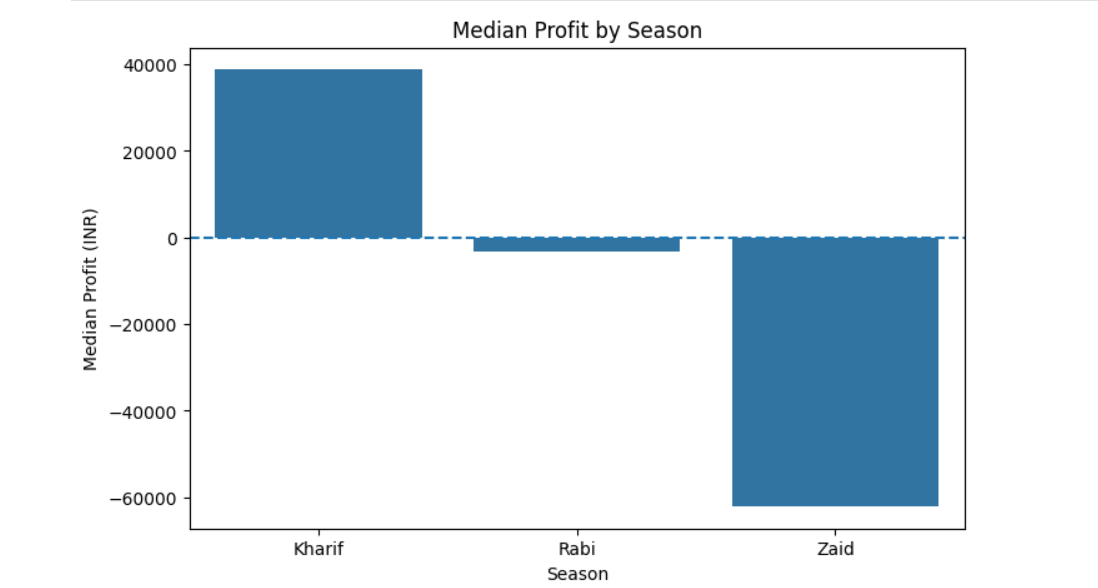 Median Profit by Season
Median Profit (INR)
40000
20000
0
−20000
−40000
−60000
Kharif Rabi Zaid
Season